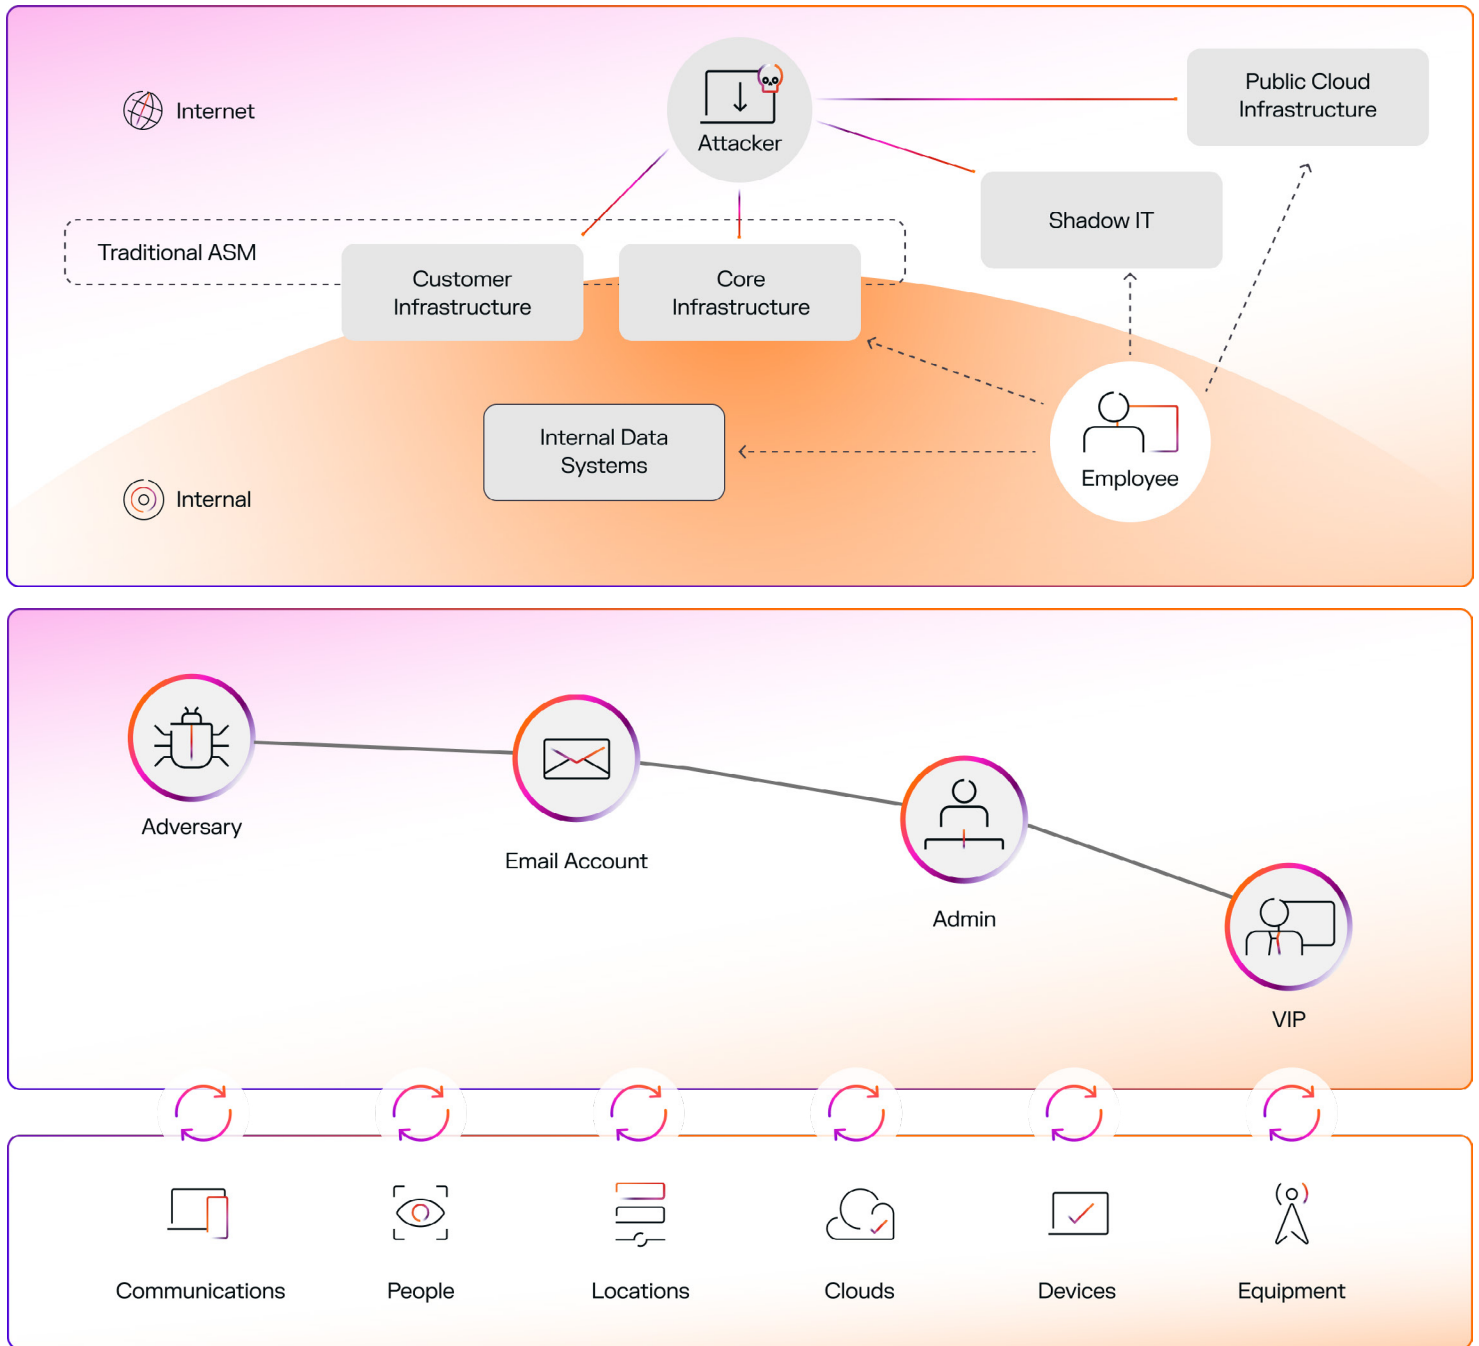 Internet
Attacker
Public Cloud
Infrastructure
Shadow IT
Traditional ASM
Customer
Infrastructure
Core
Infrastructure
Internal Data
Systems
Employee
Internal
Adversary
Email Account
Admin
VIP
Communications
People
Locations
Clouds
Devices
Equipment